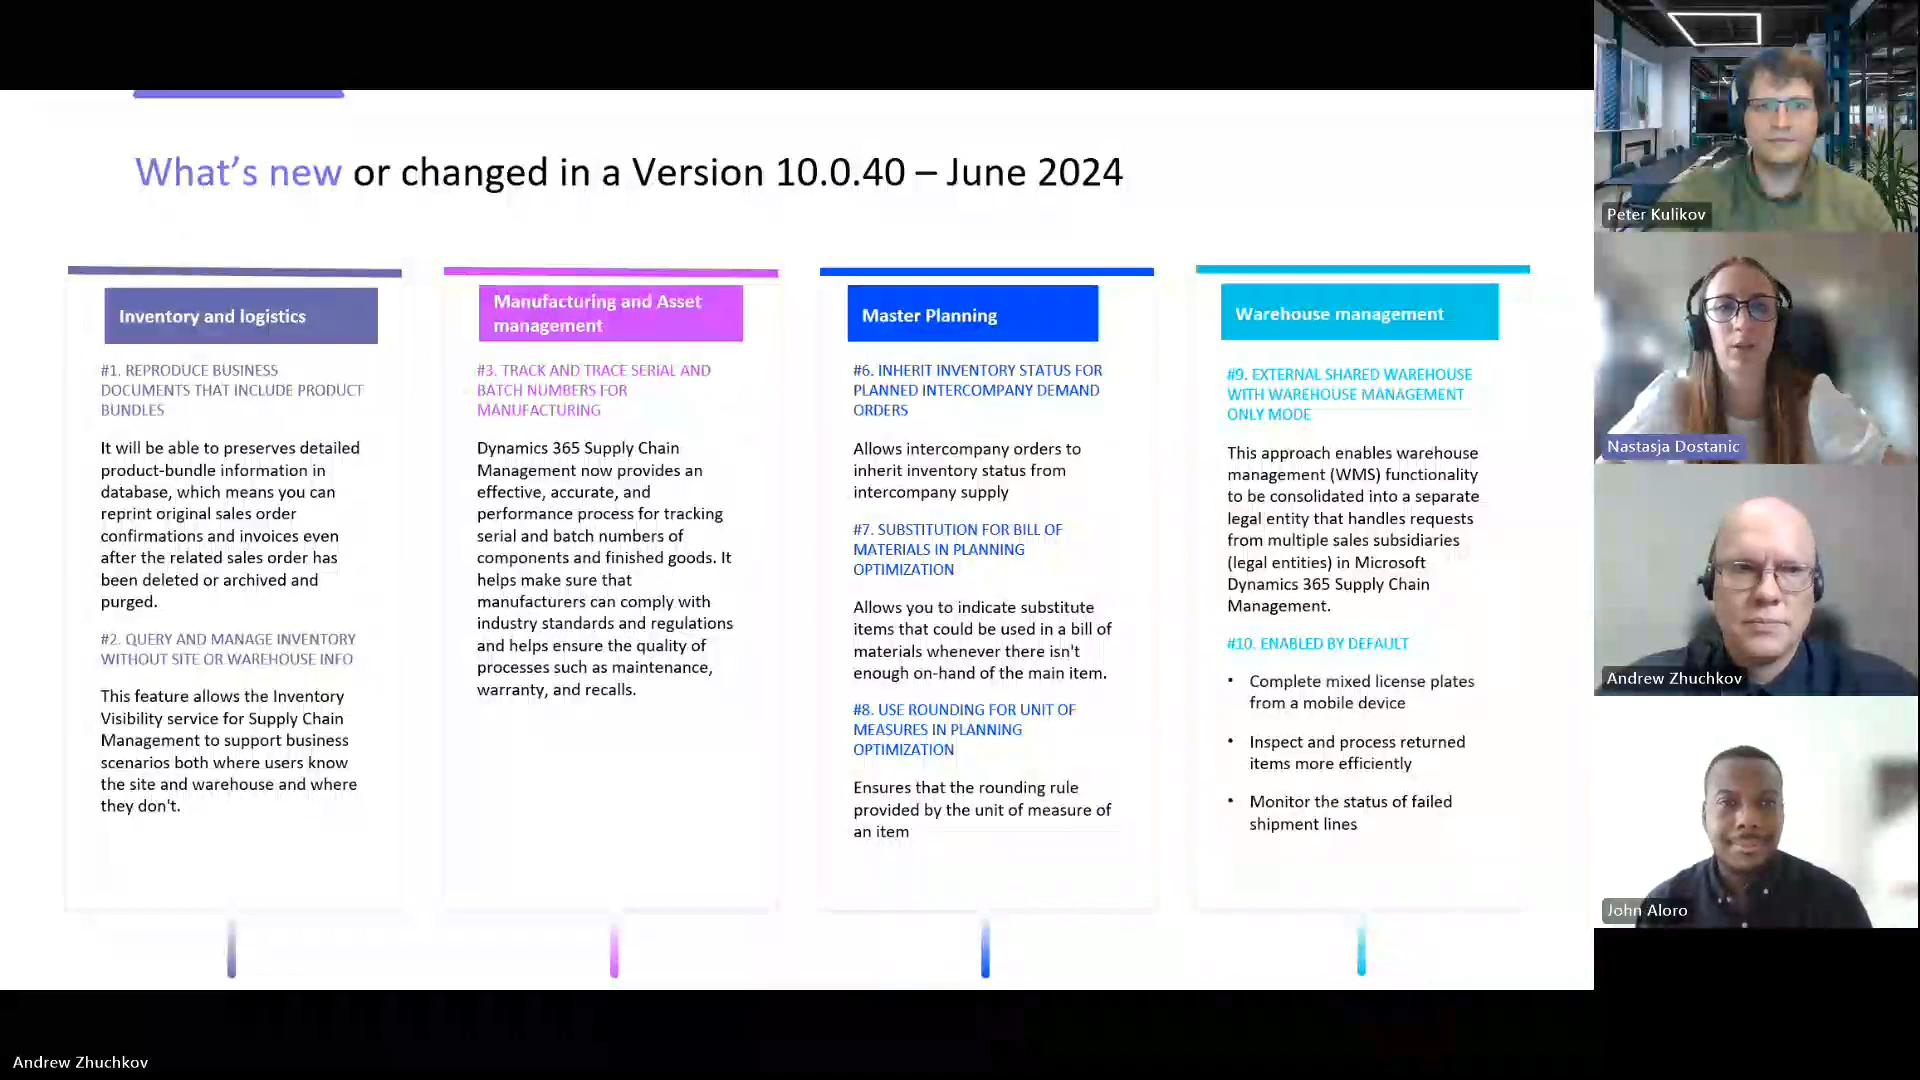 What's new or changed in a Version 10.0.40 – June 2024
Inventory and logistics
#1. REPRODUCE BUSINESS
DOCUMENTS THAT INCLUDE PRODUCT
BUNDLES
It will be able to preserves detailed
product-bundle information in
database, which means you can
reprint original sales order
confirmations and invoices even
after the related sales order has
been deleted or archived and
purged.
#2. QUERY AND MANAGE INVENTORY
WITHOUT SITE OR WAREHOUSE INFO
This feature allows the Inventory
Visibility service for Supply Chain
Management to support business
scenarios both where users know
the site and warehouse and where
they don't.
Manufacturing and Asset
management
#3. TRACK AND TRACE SERIAL AND
BATCH NUMBERS FOR
MANUFACTURING
Dynamics 365 Supply Chain
Management now provides an
effective, accurate, and
performance process for tracking
serial and batch numbers of
components and finished goods. It
helps make sure that
manufacturers can comply with
industry standards and regulations
and helps ensure the quality of
processes such as maintenance,
warranty, and recalls.
Master Planning
#6. INHERIT INVENTORY STATUS FOR
PLANNED INTERCOMPANY DEMAND
ORDERS
Allows intercompany orders to
inherit inventory status from
intercompany supply
#7. SUBSTITUTION FOR BILL OF
MATERIALS IN PLANNING
OPTIMIZATION
Allows you to indicate substitute
items that could be used in a bill of
materials whenever there isn't
enough on-hand of the main item.
#8. USE ROUNDING FOR UNIT OF
MEASURES IN PLANNING
OPTIMIZATION
Ensures that the rounding rule
provided by the unit of measure of
an item
Warehouse management
#9. EXTERNAL SHARED WAREHOUSE
WITH WAREHOUSE MANAGEMENT
ONLY MODE
This approach enables warehouse
management (WMS) functionality
to be consolidated into a separate
legal entity that handles requests
from multiple sales subsidiaries
(legal entities) in Microsoft
Dynamics 365 Supply Chain
Management.
#10. ENABLED BY DEFAULT
• Complete mixed license plates
from a mobile device
• Inspect and process returned
items more efficiently
• Monitor the status of failed
shipment lines
Peter Kulikov
Nastasja Dostanic
Andrew Zhuchkov
John Aloro
Andrew Zhuchkov